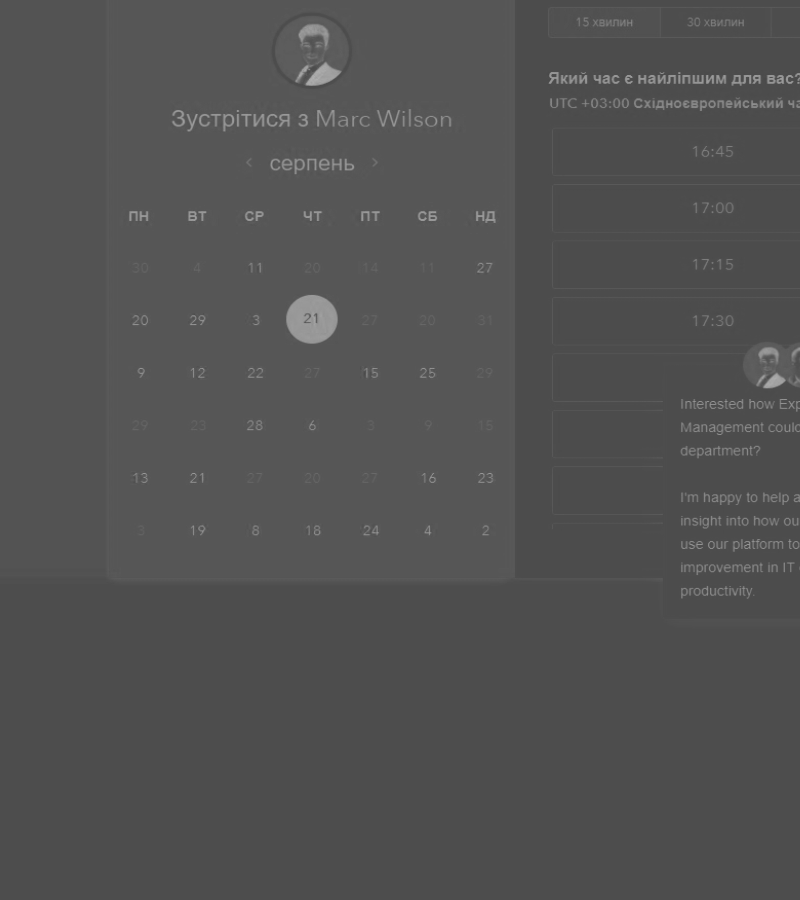 Зустрітися з Marc Wilson
серпень
ПН ВТ СР ЧТ ПТ СБ НД
30 4 11 20 14 11 27
20 29 3 21 27 20 31
9 12 22 27 15 25 29
29 23 28 6 3 9 15
13 21 27 20 27 16 23
3 19 8 18 24 4 2
15 хвилин 30 хвилин
Який час є найліпшим для вас?
UTC +03:00 Східноєвропейський ча
16:45
17:00
17:15
17:30
Interested how Exp
Management could
department?
I'm happy to help a
insight into how ou
use our platform to
improvement in IT
productivity.